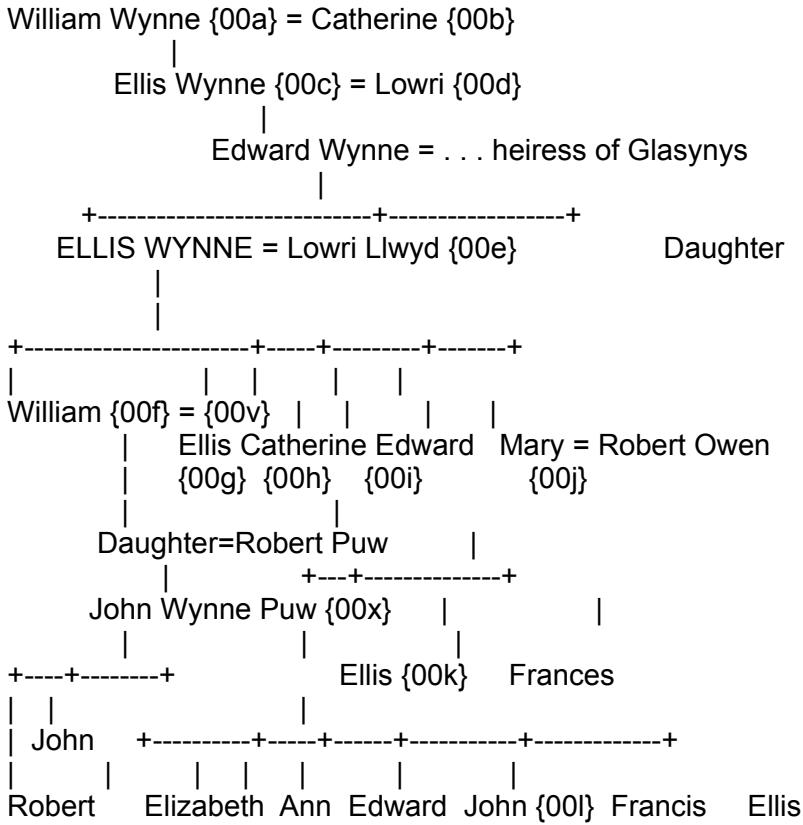 William Wynne {00a} = Catherine {00b}
|
Ellis Wynne {00c} = Lowri {00d}
|
Edward Wynne = . . . heiress of Glasynys
|
+----------------------------+------------------+
ELLIS WYNNE = Lowri Llwyd {00e} Daughter
|
|
+-----------------------+-----+---------+-------+
| | | | |
William {00f} = {00v} | | | |
| Ellis Catherine Edward Mary = Robert Owen
| {00g} {00h} {00i} {00j}
| |
Daughter=Robert Puw |
| +---+--------------+
John Wynne Puw {00x} | |
| | |
+----+--------+ Ellis {00k} Frances
| | |
| John +----------+-----+------+-----------+-------------+
| | | | | | |
Robert Elizabeth Ann Edward John {00l} Francis Ellis